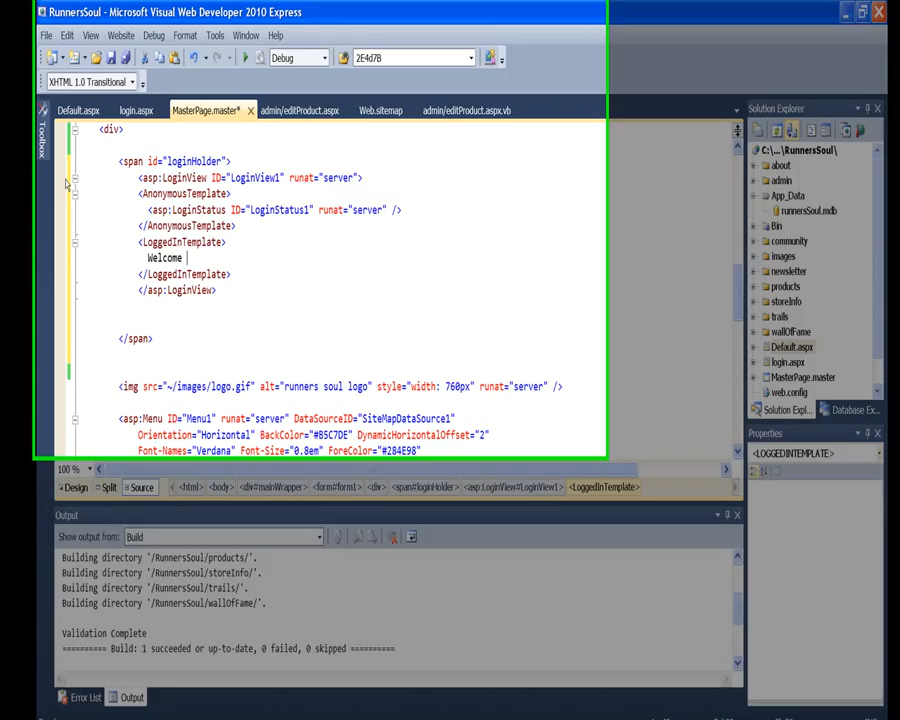 RunnersSoul - Microsoft Visual Web Developer 2010 Express
File Edit View Website Debug Format Tools Window Help
Debug 2E4d7B
XHTML 1.0 Transitional
Default.aspx login.aspx MasterPage.master* X admin/editProduct.aspx Web.sitemap admin/editProduct.aspx.vb
Toolbox
<div>
<span id="loginHolder">
<asp:LoginView ID="LoginView1" runat="server">
<AnonymousTemplate>
<asp:LoginStatus ID="LoginStatus1" runat="server" />
</AnonymousTemplate>
<LoggedInTemplate>
Welcome
</LoggedInTemplate>
</asp:LoginView>
</span>
<img src="~/images/logo.gif" alt="runners soul logo" style="width: 760px" runat="server" />
<asp:Menu ID="Menu1" runat="server" DataSourceID="SiteMapDataSource1"
Orientation="Horizontal" BackColor="#B5C7DE" DynamicHorizontalOffset="2"
Font-Names="Verdana" Font-Size="0.8em" ForeColor="#284E98"
100 %
Design Split Source <html> <body> <div#mainWrapper> <form#form1> <div> <span#loginHolder> <asp:LoginView#LoginView1> <LoggedInTemplate>
Output
Show output from: Build
Building directory '/RunnersSoul/products/'.
Building directory '/RunnersSoul/storeInfo/'.
Building directory '/RunnersSoul/trails/'.
Building directory '/RunnersSoul/wallOfFame/'.
Validation Complete
========== Build: 1 succeeded or up-to-date, 0 failed, 0 skipped ==========
Error List Output
Solution Explorer
C:\...\RunnersSoul\
about
admin
App_Data
runnersSoul.mdb
Bin
community
images
newsletter
products
storeInfo
trails
wallOfFame
Default.aspx
login.aspx
MasterPage.master
web.config
Solution Expl... Database Ex...
Properties
<LOGGEDINTEMPLATE>